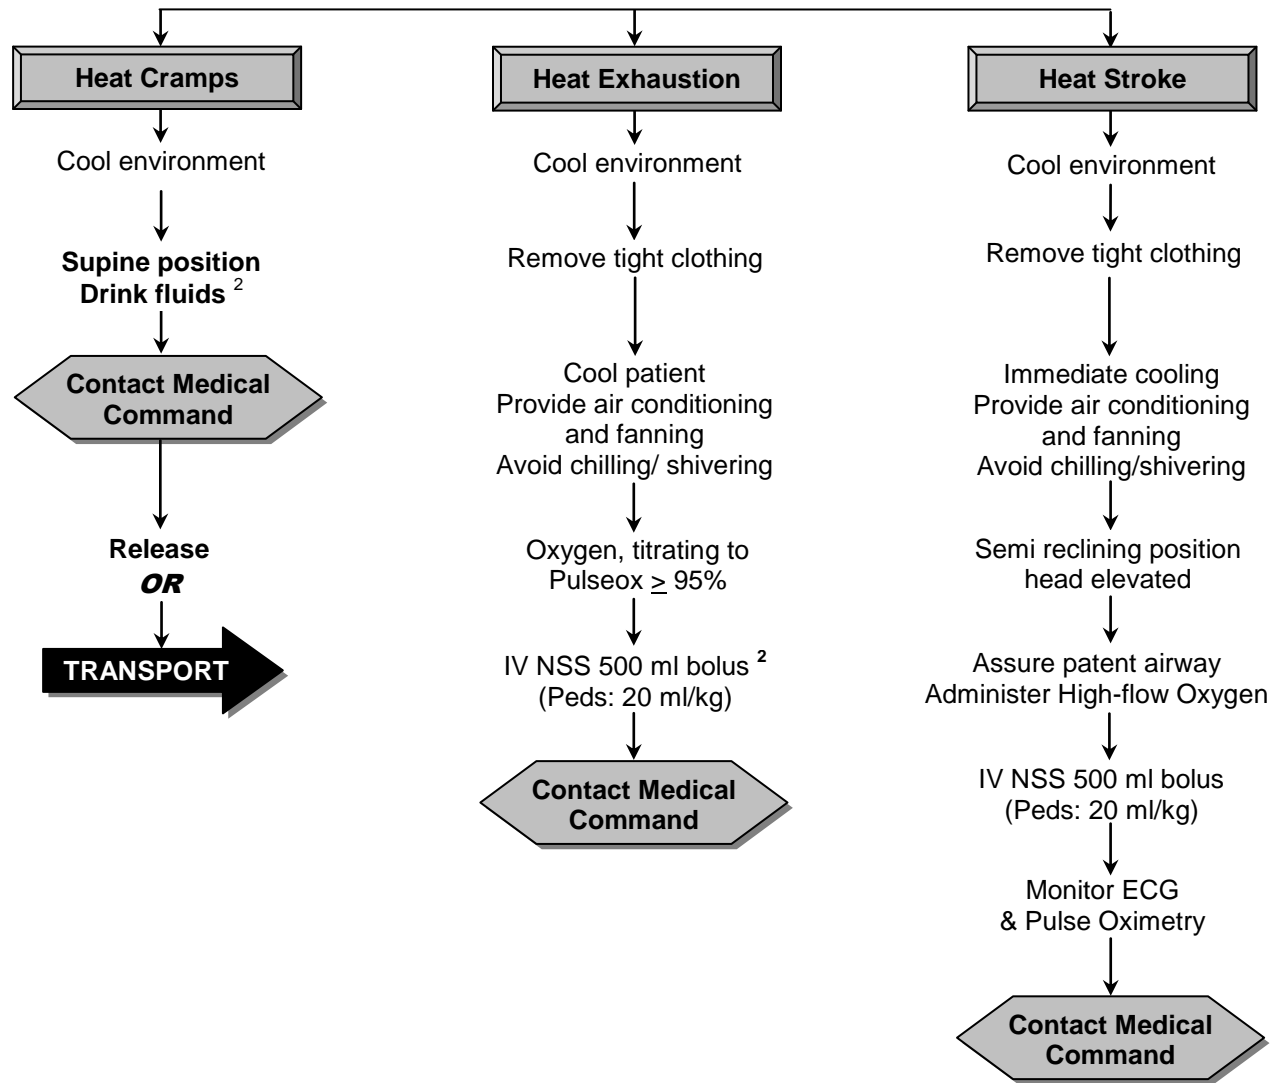 Heat Cramps
Cool environment
Supine position
Drink fluids 2
Contact Medical
Command
Release
OR
TRANSPORT
Heat Exhaustion
Cool environment
Remove tight clothing
Cool patient
Provide air conditioning
and fanning
Avoid chilling/ shivering
Oxygen, titrating to
Pulseox ≥ 95%
IV NSS 500 ml bolus 2
(Peds: 20 ml/kg)
Contact Medical
Command
Heat Stroke
Cool environment
Remove tight clothing
Immediate cooling
Provide air conditioning
and fanning
Avoid chilling/shivering
Semi reclining position
head elevated
Assure patent airway
Administer High-flow Oxygen
IV NSS 500 ml bolus
(Peds: 20 ml/kg)
Monitor ECG
& Pulse Oximetry
Contact Medical
Command